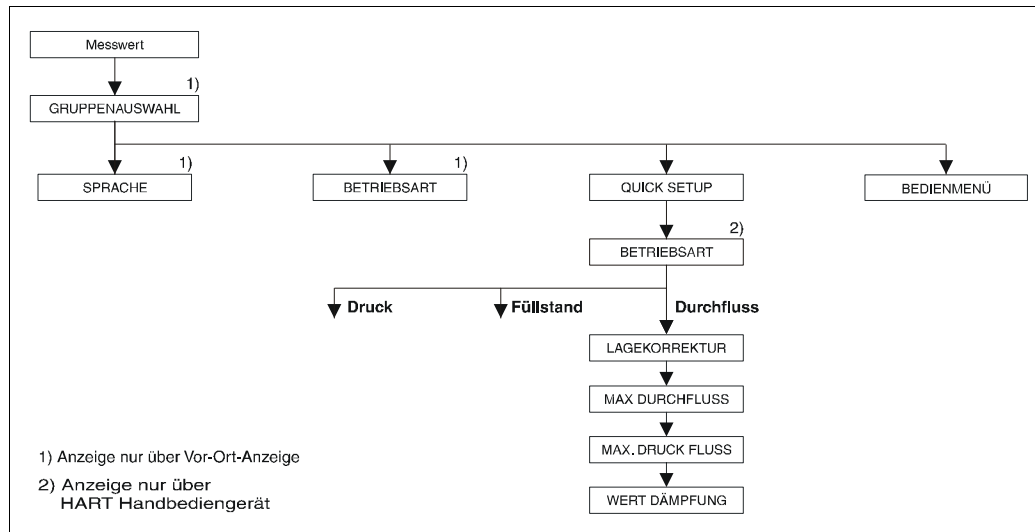 Messwert
1)
GRUPPENAUSWAHL
1)
1)
SPRACHE
BETRIEBSART
QUICK SETUP
BEDIENMENÜ
2)
BETRIEBSART
Druck
Füllstand
Durchfluss
LAGEKORREKTUR
MAX DURCHFLUSS
MAX. DRUCK FLUSS
WERT DÄMPFUNG
1) Anzeige nur über Vor-Ort-Anzeige
2) Anzeige nur über
HART Handbediengerät